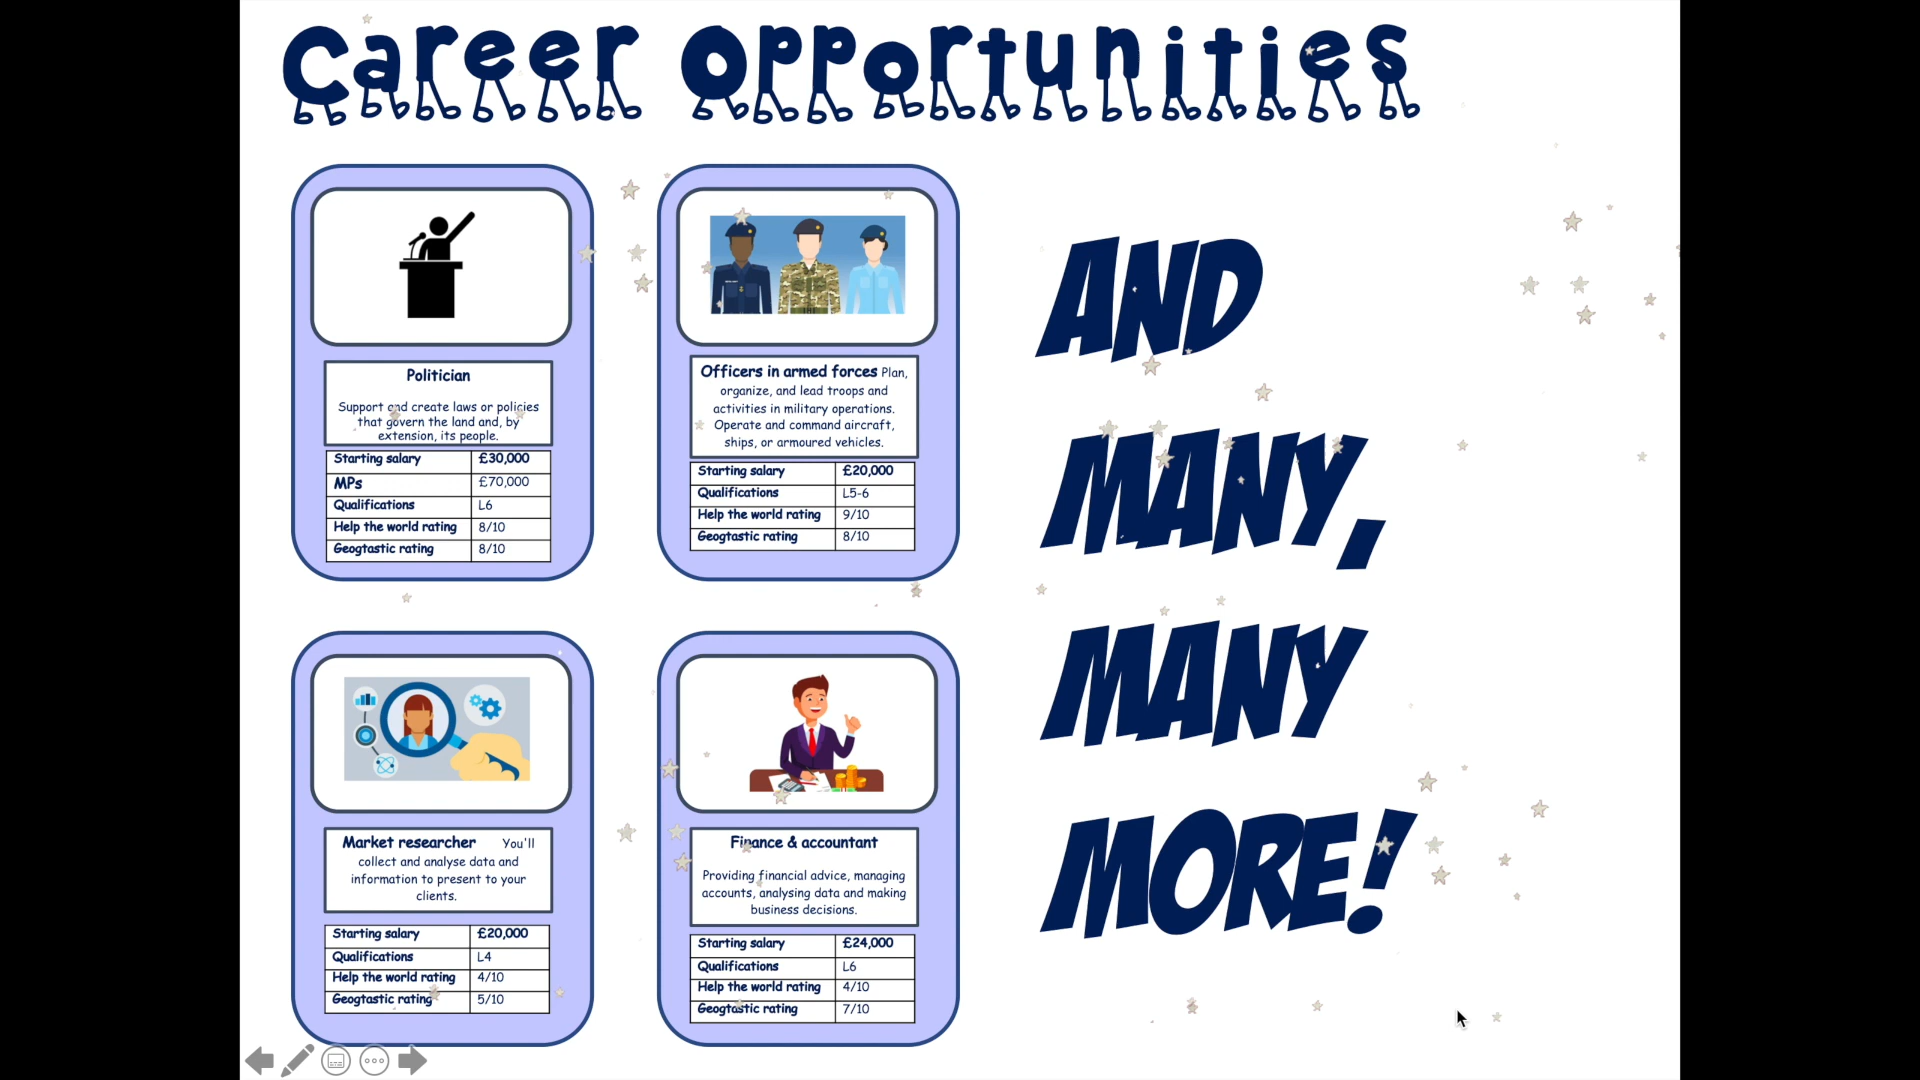 Career Opportunities
Politician
Support and create laws or policies
that govern the land and, by
extension, its people.
Starting salary £30,000
MPs £70,000
Qualifications L6
Help the world rating 8/10
Geogtastic rating 8/10
Officers in armed forces Plan,
organize, and lead troops and
activities in military operations.
Operate and command aircraft,
ships, or armoured vehicles.
Starting salary £20,000
Qualifications L5-6
Help the world rating 9/10
Geogtastic rating 8/10
Market researcher You'll
collect and analyse data and
information to present to your
clients.
Starting salary £20,000
Qualifications L4
Help the world rating 4/10
Geogtastic rating 5/10
Finance & accountant
Providing financial advice, managing
accounts, analysing data and making
business decisions.
Starting salary £24,000
Qualifications L6
Help the world rating 4/10
Geogtastic rating 7/10
AND
MANY,
MANY
MORE!